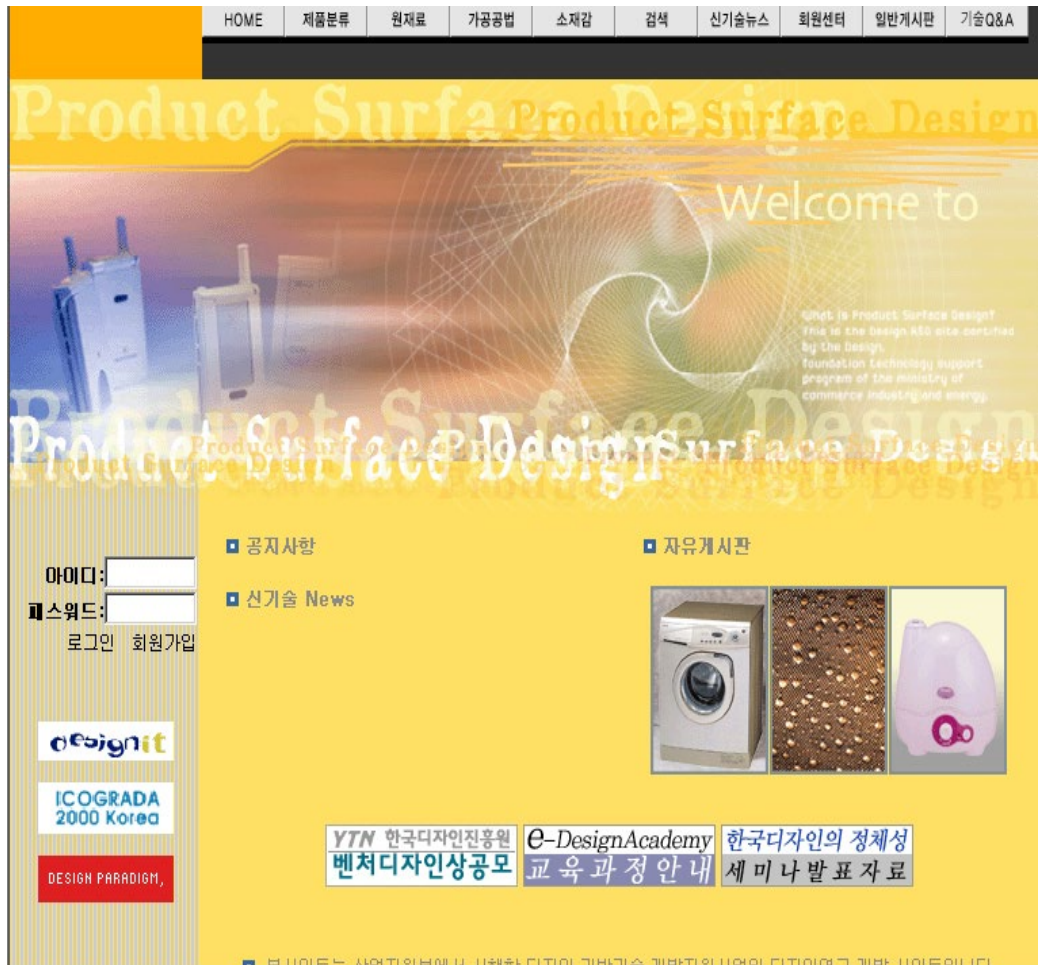 HOME 제품분류 원재료 가공공법 소재감 검색 신기술뉴스 회원센터 일반게시판 기술Q&A
Product Surface Design
Product Surface Design
Welcome to
What is Product Surface Design?
This is the Design R&D site certified
by the Design.
foundation technology support
program of the ministry of
commerce industry and energy.
Product Surface Design
Product Surface Design
Product Surface Design
공지사항
자유게시판
아이디:
신기술 News
패스워드:
로그인 회원가입
designit
ICOGRADA
2000 Korea
DESIGN PARADIGM,
YTN 한국디자인진흥원
벤처디자인상공모
e-DesignAcademy
교육과정안내
한국디자인의 정체성
세미나발표자료